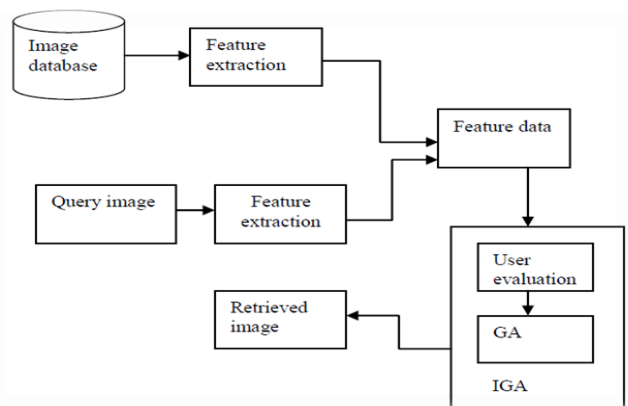 Image
database
Feature
extraction
Feature data
Query image
Feature
extraction
User
evaluation
Retrieved
image
GA
IGA